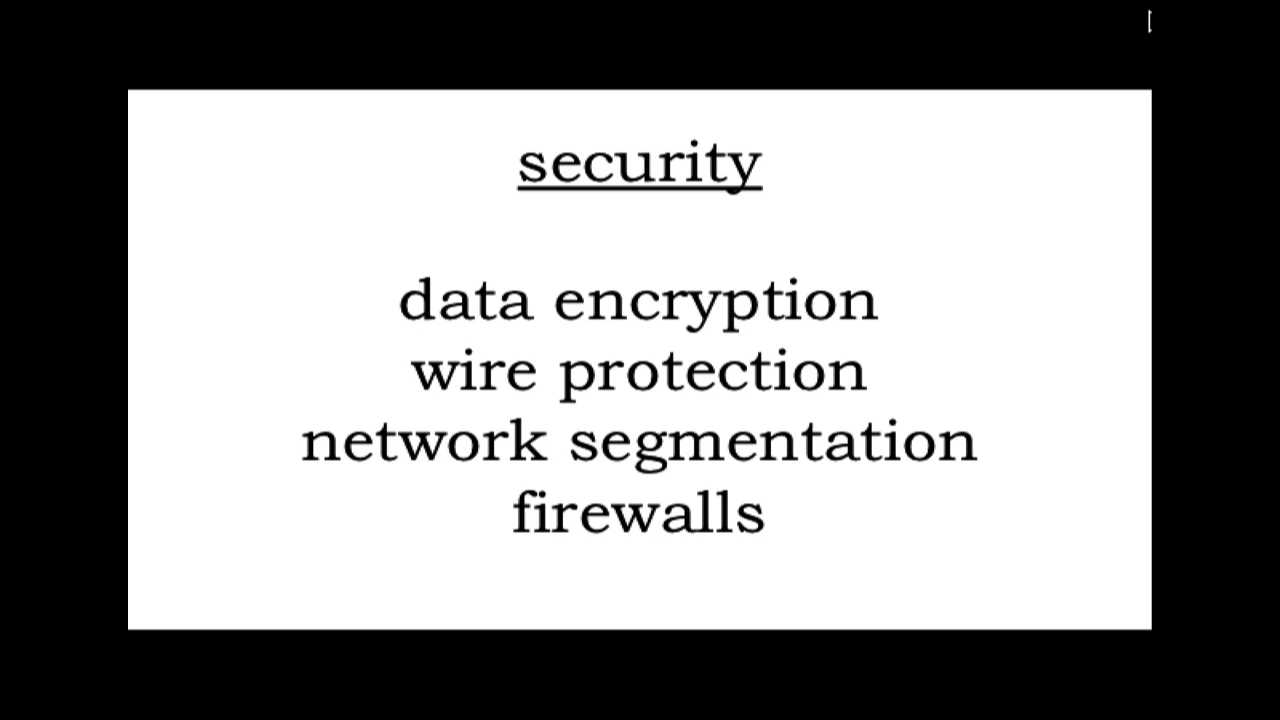 security
data encryption
wire protection
network segmentation
firewalls